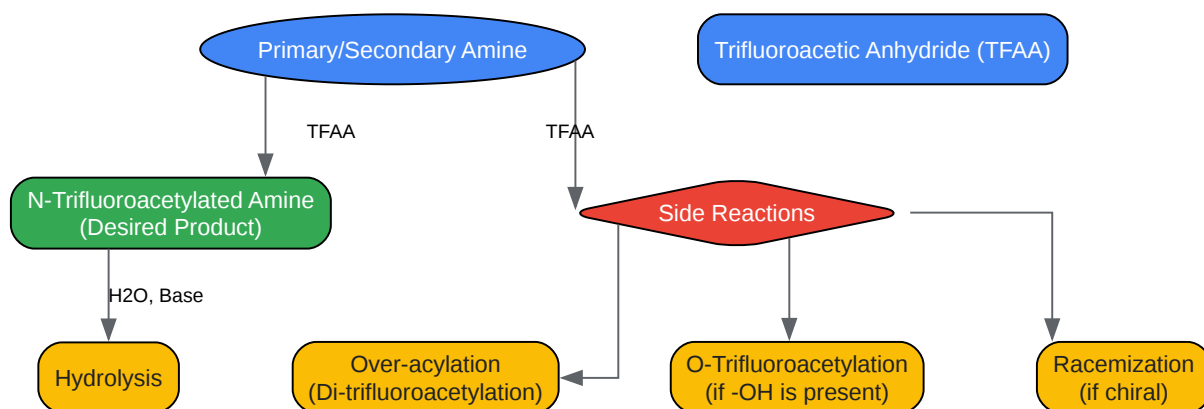 Primary/Secondary Amine
Trifluoroacetic Anhydride (TFAA)
TFAA
TFAA
N-Trifluoroacetylated Amine
(Desired Product)
Side Reactions
H2O, Base
Hydrolysis
Over-acylation
(Di-trifluoroacetylation)
O-Trifluoroacetylation
(if -OH is present)
Racemization
(if chiral)